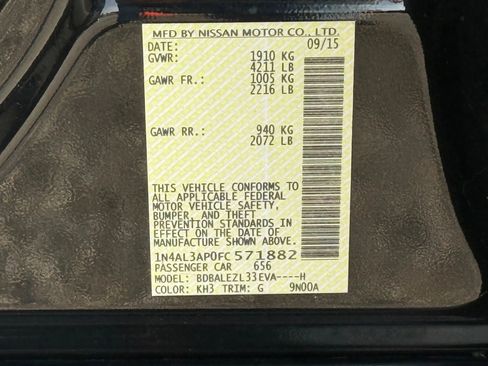 MFD BY NISSAN MOTOR CO., LTD.
DATE: 09/15
GVWR: 1910 KG
4211 LB
GAWR FR.: 1005 KG
2216 LB
GAWR RR.: 940 KG
2072 LB
THIS VEHICLE CONFORMS TO
ALL APPLICABLE FEDERAL
MOTOR VEHICLE SAFETY,
BUMPER, AND THEFT
PREVENTION STANDARDS IN
EFFECT ON THE DATE OF
MANUFACTURE SHOWN ABOVE.
1N4AL3AP0FC571882
PASSENGER CAR 656
MODEL: BDBALEZL33EVA----H
COLOR: KH3 TRIM: G 9N00A